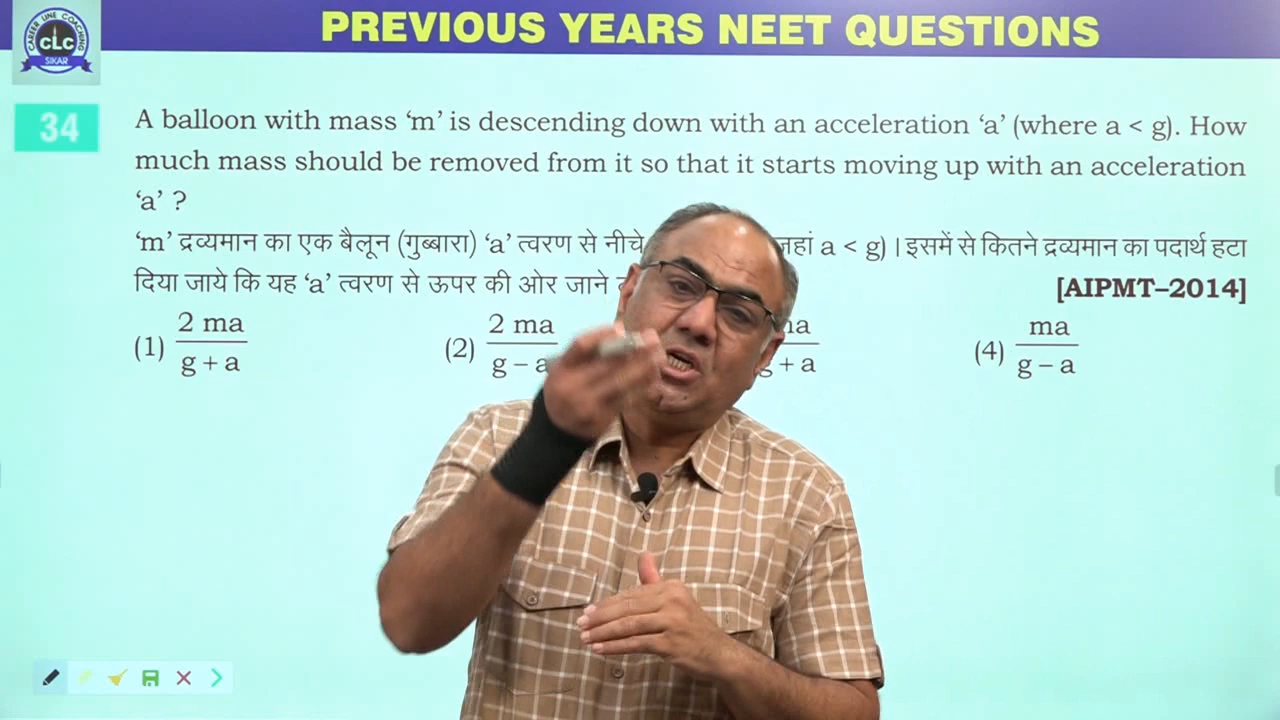 CAREER LINE COACHING
CLC
SIKAR
PREVIOUS YEARS NEET QUESTIONS
34
A balloon with mass ‘m’ is descending down with an acceleration ‘a’ (where a < g). How
much mass should be removed from it so that it starts moving up with an acceleration
‘a’ ?
‘m’ द्रव्यमान का एक बैलून (गुब्बारा) ‘a’ त्वरण से नीचे जहां a < g) । इसमें से कितने द्रव्यमान का पदार्थ हटा
दिया जाये कि यह ‘a’ त्वरण से ऊपर की ओर जाने [AIPMT–2014]
(1) 2 ma / g + a (2) 2 ma / g – a ma / g + a (4) ma / g – a